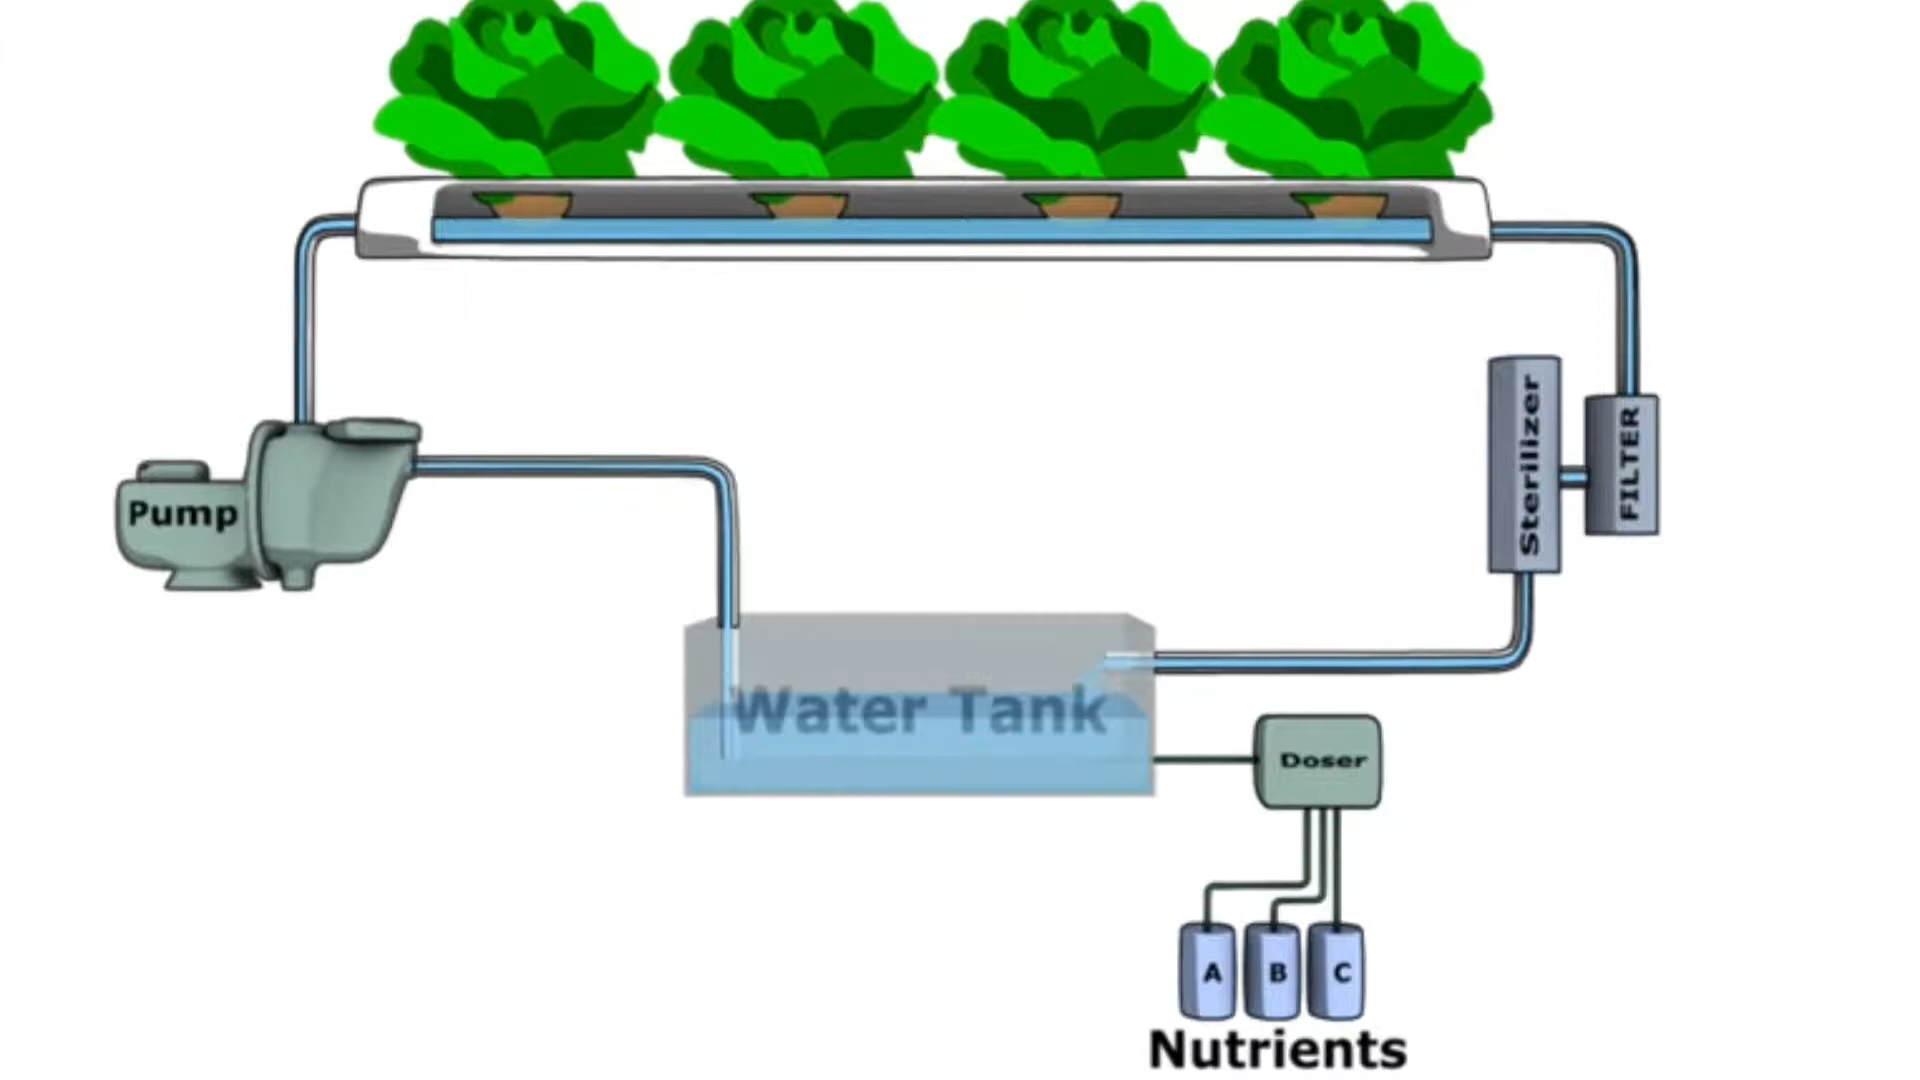 Sterilizer
FILTER
Pump
Water Tank
Doser
A
B
C
Nutrients